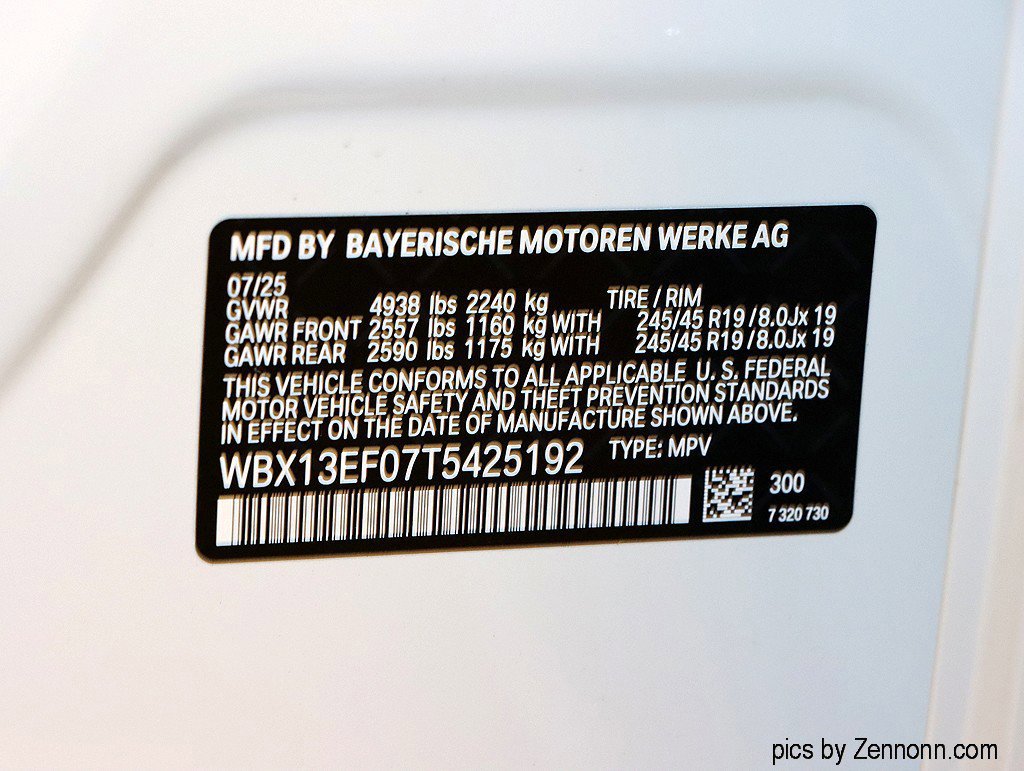 MFD BY BAYERISCHE MOTOREN WERKE AG
07/25
GVWR 4938 lbs 2240 kg TIRE / RIM
GAWR FRONT 2557 lbs 1160 kg WITH 245/45 R19 / 8.0Jx 19
GAWR REAR 2590 lbs 1175 kg WITH 245/45 R19 / 8.0Jx 19
THIS VEHICLE CONFORMS TO ALL APPLICABLE U. S. FEDERAL
MOTOR VEHICLE SAFETY AND THEFT PREVENTION STANDARDS
IN EFFECT ON THE DATE OF MANUFACTURE SHOWN ABOVE.
WBX13EF07T5425192 TYPE: MPV
300
7 320 730
pics by Zennonn.com